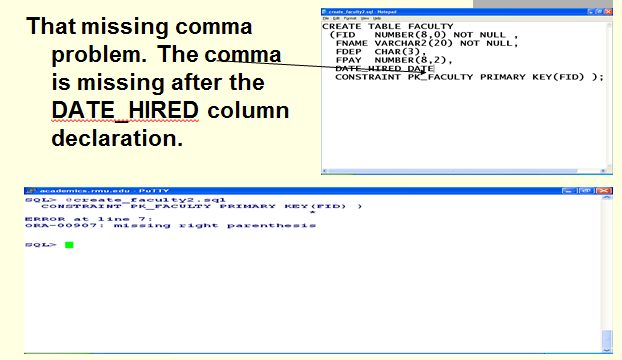 That missing comma
problem. The comma
is missing after the
DATE_HIRED column
declaration.
create_faculty2.sql - Notepad
File Edit Format View Help
CREATE TABLE FACULTY
(FID NUMBER(8,0) NOT NULL ,
FNAME VARCHAR2(20) NOT NULL,
FDEP CHAR(3),
FPAY NUMBER(8,2),
DATE_HIRED DATE
CONSTRAINT PK_FACULTY PRIMARY KEY(FID) );
academics.rmu.edu - PuTTY
SQL> @create_faculty2.sql
CONSTRAINT PK_FACULTY PRIMARY KEY(FID) )
*
ERROR at line 7:
ORA-00907: missing right parenthesis
SQL>